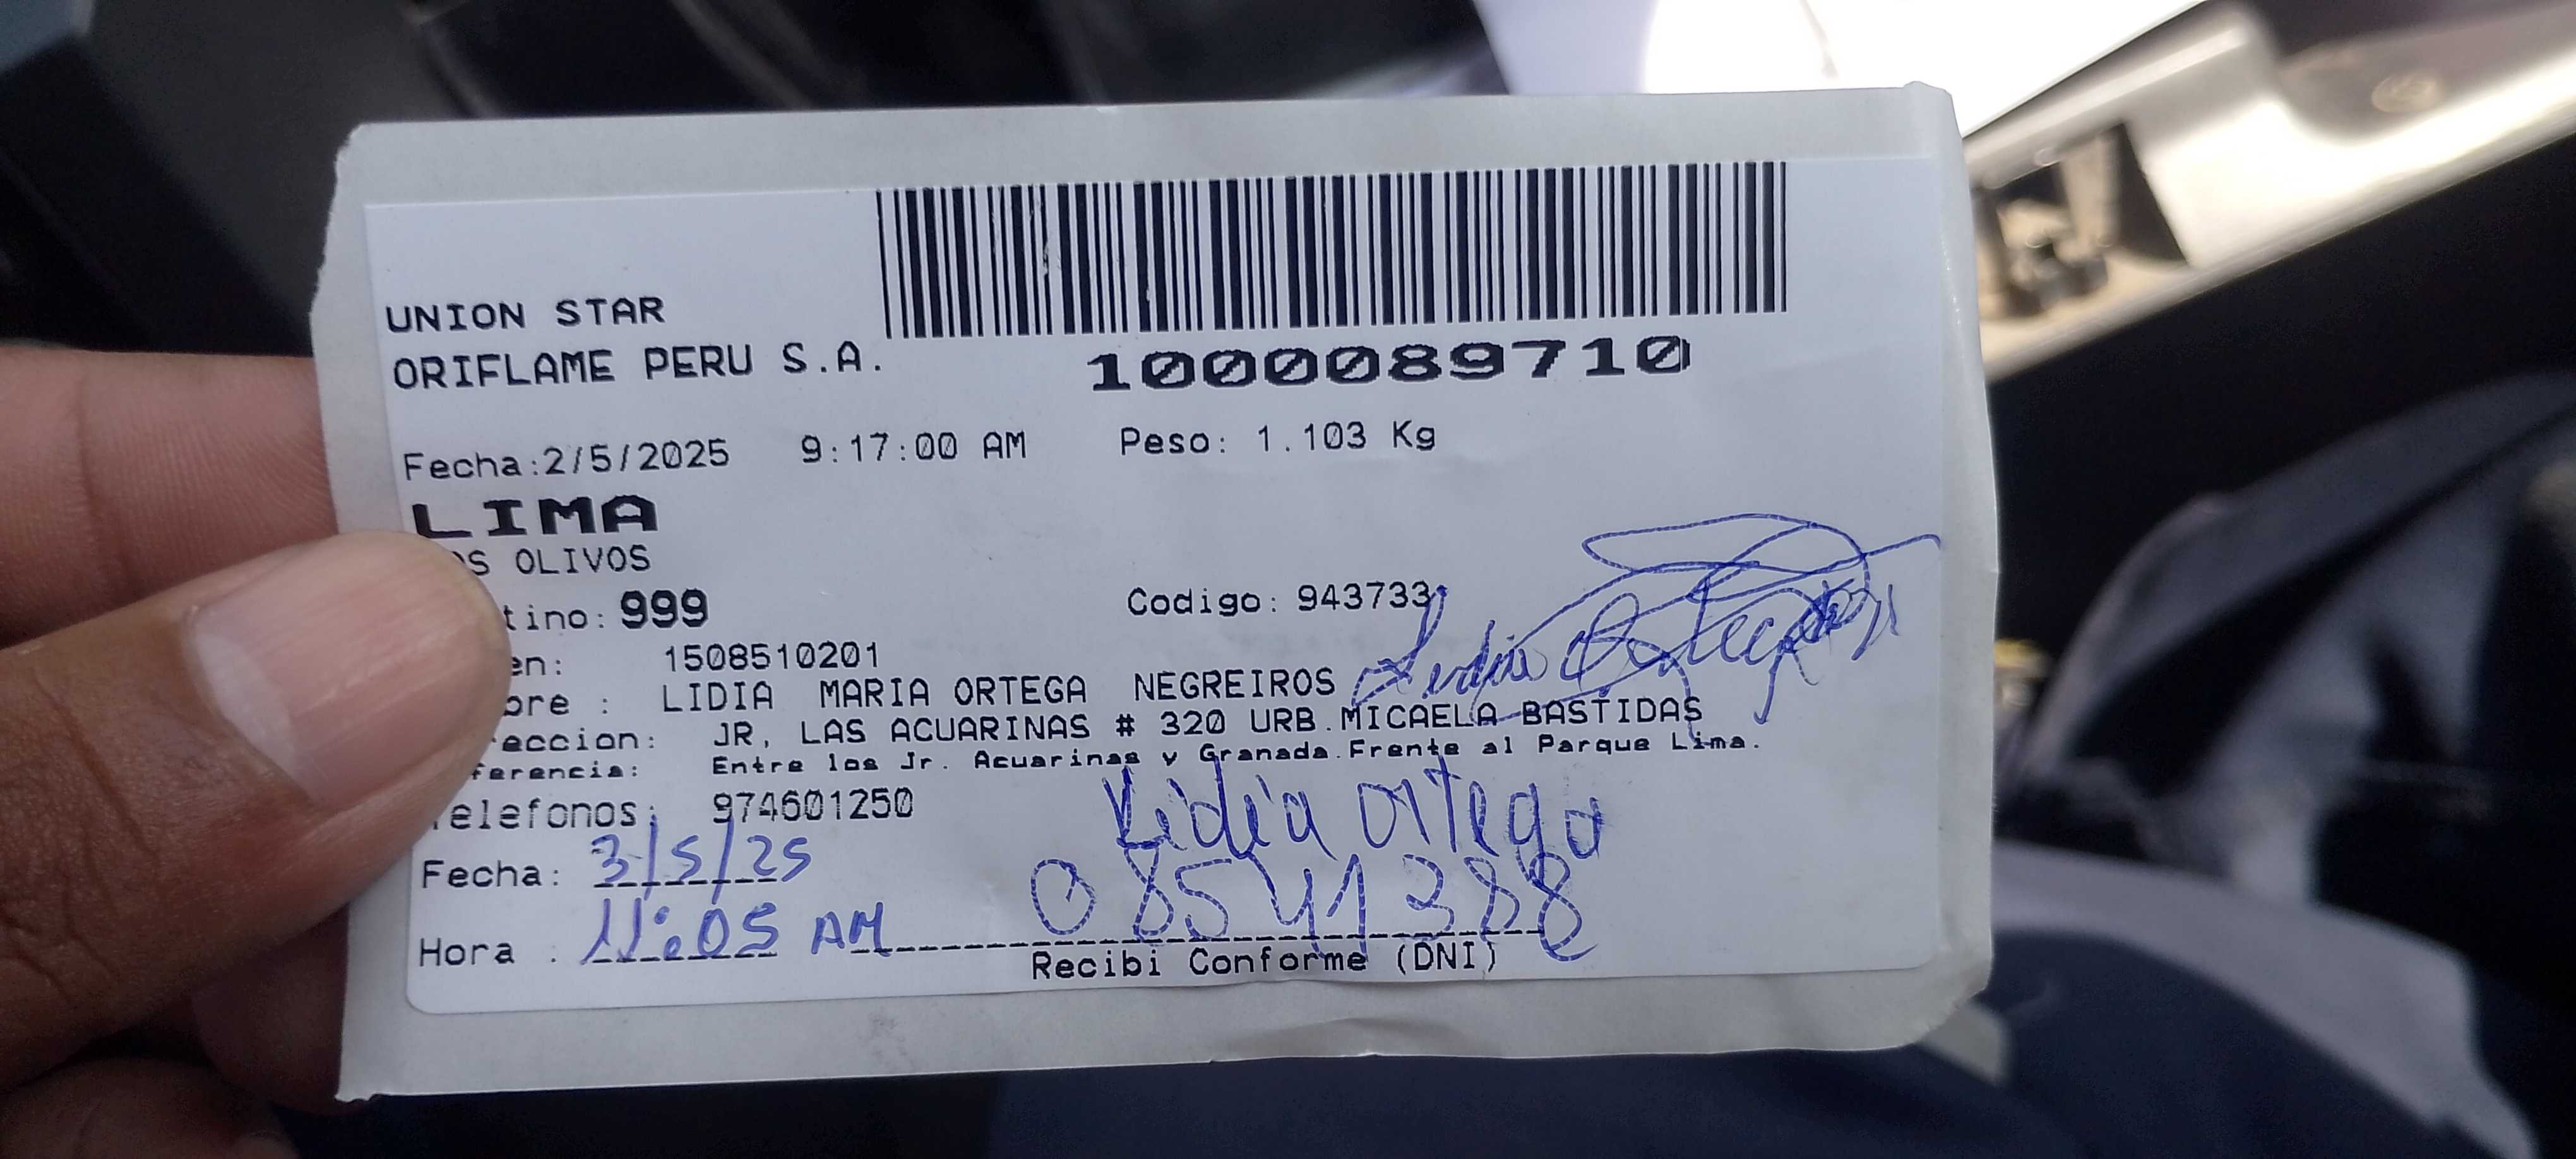 UNION STAR
ORIFLAME PERU S.A.
1000089710
Fecha:2/5/2025 9:17:00 AM Peso: 1.103 Kg
LIMA
OS OLIVOS
tino: 999 Codigo: 943733
en: 1508510201
bre : LIDIA MARIA ORTEGA NEGREIROS
eccion: JR, LAS ACUARINAS # 320 URB.MICAELA BASTIDAS
ferencia: Entre los Jr. Acuarinas y Granada.Frente al Parque Lima.
elefonos: 974601250
Lidia Ortega
Fecha: 3/5/25
08541388
Hora : 11:05 AM
Recibi Conforme (DNI)